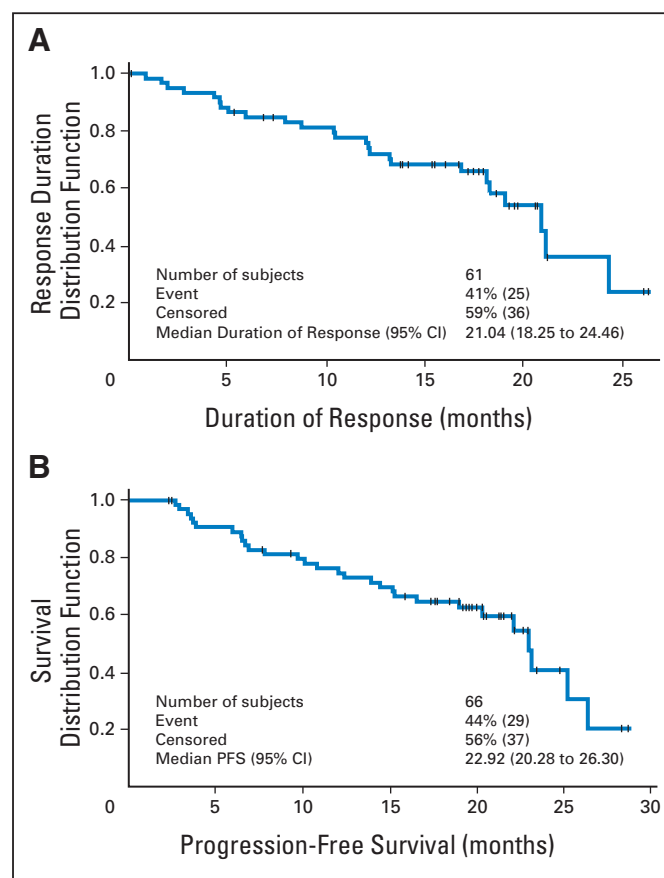 A
1.0
0.8
0.6
0.4
0.2
0 5 10 15 20 25
Response Duration
Distribution Function
Number of subjects 61
Event 41% (25)
Censored 59% (36)
Median Duration of Response (95% CI) 21.04 (18.25 to 24.46)
Duration of Response (months)
B
1.0
0.8
0.6
0.4
0.2
0 5 10 15 20 25 30
Survival
Distribution Function
Number of subjects 66
Event 44% (29)
Censored 56% (37)
Median PFS (95% CI) 22.92 (20.28 to 26.30)
Progression-Free Survival (months)